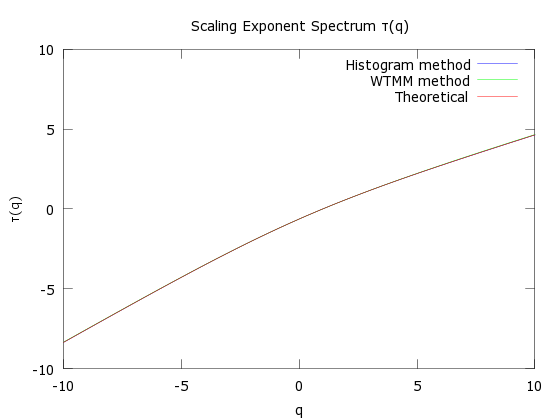 Scaling Exponent Spectrum τ(q)
10
Histogram method
WTMM method
Theoretical
5
τ(q)
0
-5
-10
-10 -5 0 5 10
q